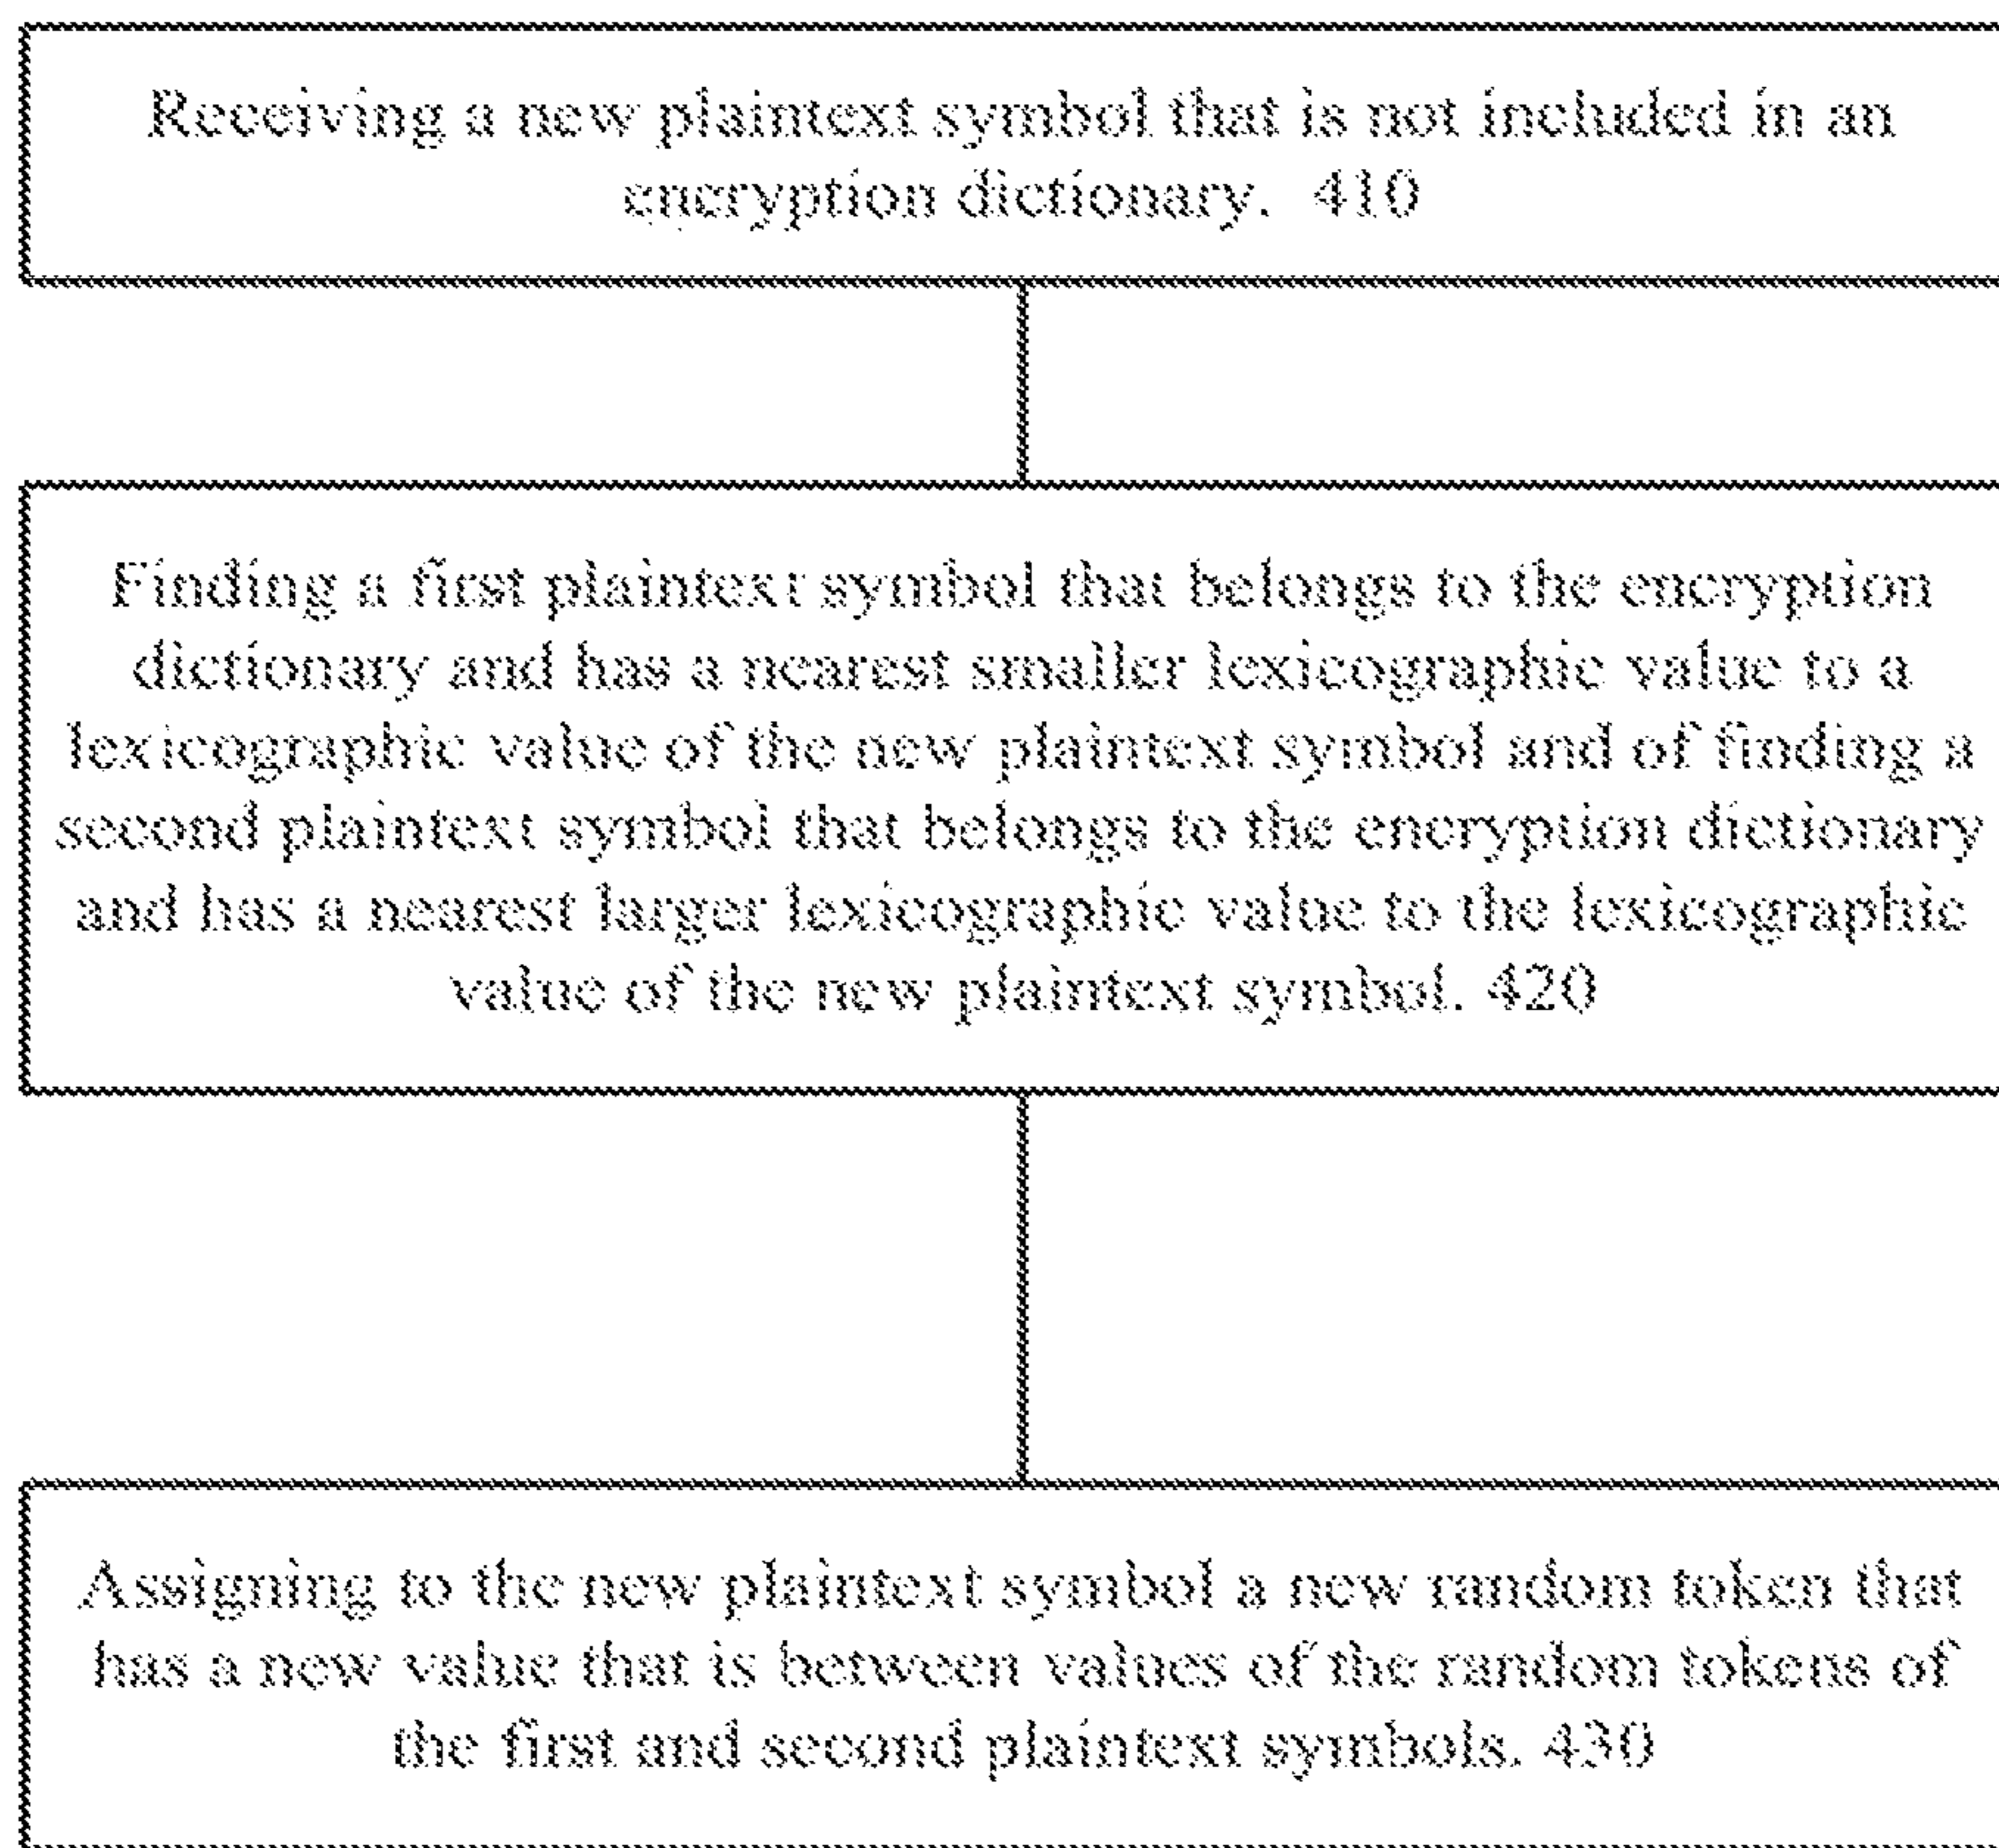 Receiving a new plaintext symbol that is not included in an
encryption dictionary. 410
Finding a first plaintext symbol that belongs to the encryption
dictionary and has a nearest smaller lexicographic value to a
lexicographic value of the new plaintext symbol and of finding a
second plaintext symbol that belongs to the encryption dictionary
and has a nearest larger lexicographic value to the lexicographic
value of the new plaintext symbol. 420
Assigning to the new plaintext symbol a new random token that
has a new value that is between values of the random tokens of
the first and second plaintext symbols. 430